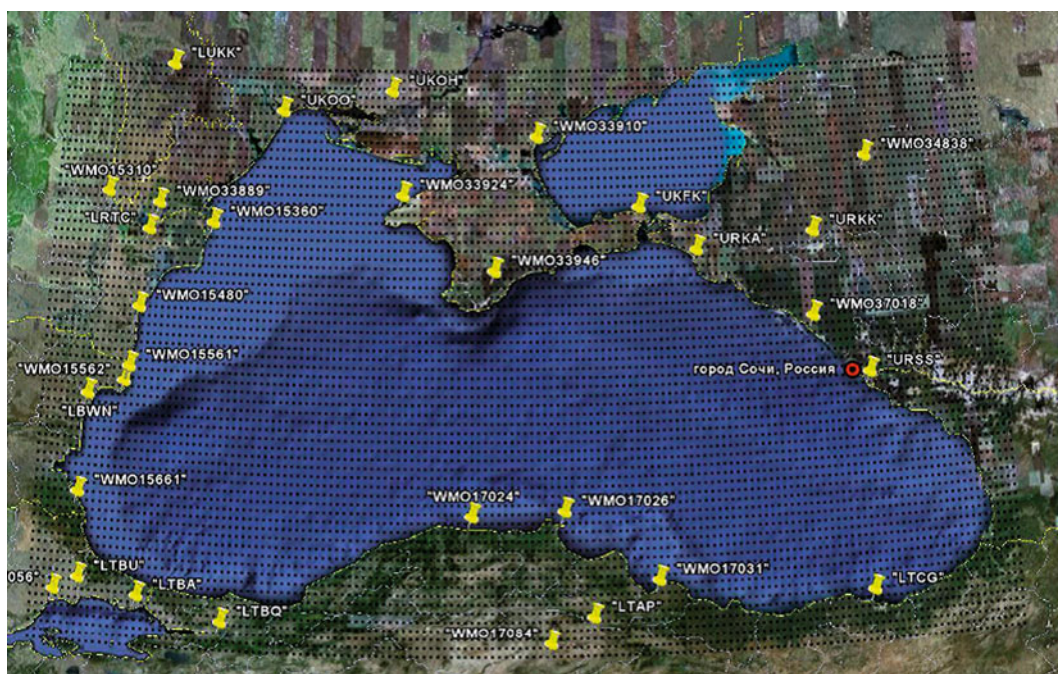 "LUKK"
"UKOH"
"UKOO"
"WMO33910"
"WMO34838"
"WMO15310"
"WMO33889"
"WMO33924"
"UKFK"
"LRTC"
"WMO15360"
"URKK"
"URKA"
"WMO33946"
"WMO15480"
"WMO37018"
"WMO15561"
"WMO15562"
"URSS"
город Сочи, Россия
"LBWN"
"WMO15661"
"WMO17024"
"WMO17026"
"LTBU"
"WMO17031"
056"
"LTBA"
"LTCG"
"LTBQ"
"LTAP"
"WMO17084"